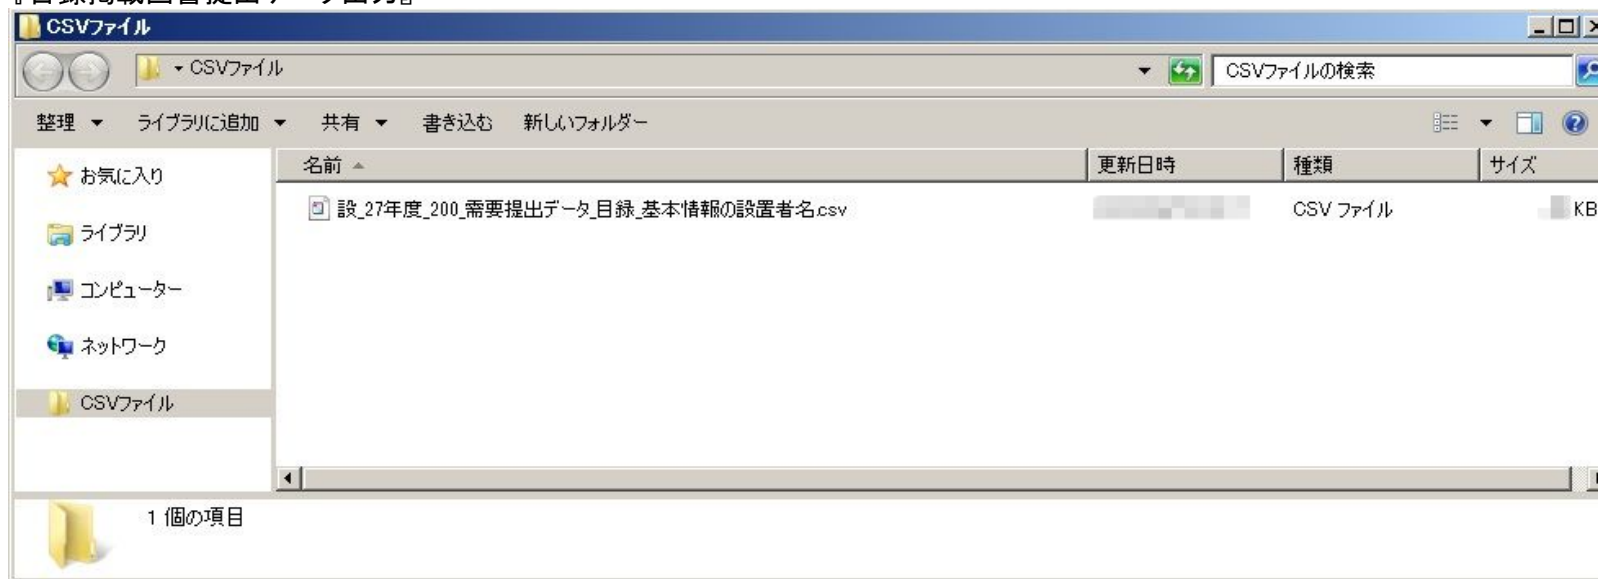 CSVファイル
CSVファイル
CSVファイルの検索
整理 ライブラリに追加 共有 書き込む 新しいフォルダー
お気に入り
ライブラリ
コンピューター
ネットワーク
CSVファイル
名前 更新日時 種類 サイズ
設_27年度_200_需要提出データ_目録_基本情報の設置者名.csv CSV ファイル KB
1 個の項目